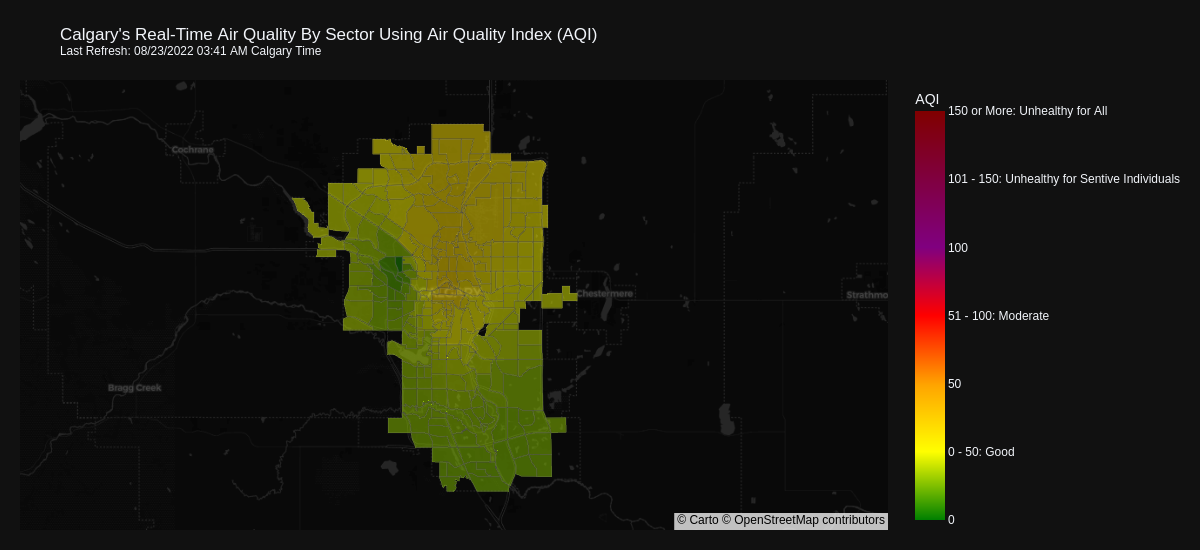 Calgary's Real-Time Air Quality By Sector Using Air Quality Index (AQI)
Last Refresh: 08/23/2022 03:41 AM Calgary Time
AQI
150 or More: Unhealthy for All
Cochrane
101 - 150: Unhealthy for Sentive Individuals
100
Chestermere
Strathmo
51 - 100: Moderate
50
Bragg Creek
0 - 50: Good
0
© Carto © OpenStreetMap contributors